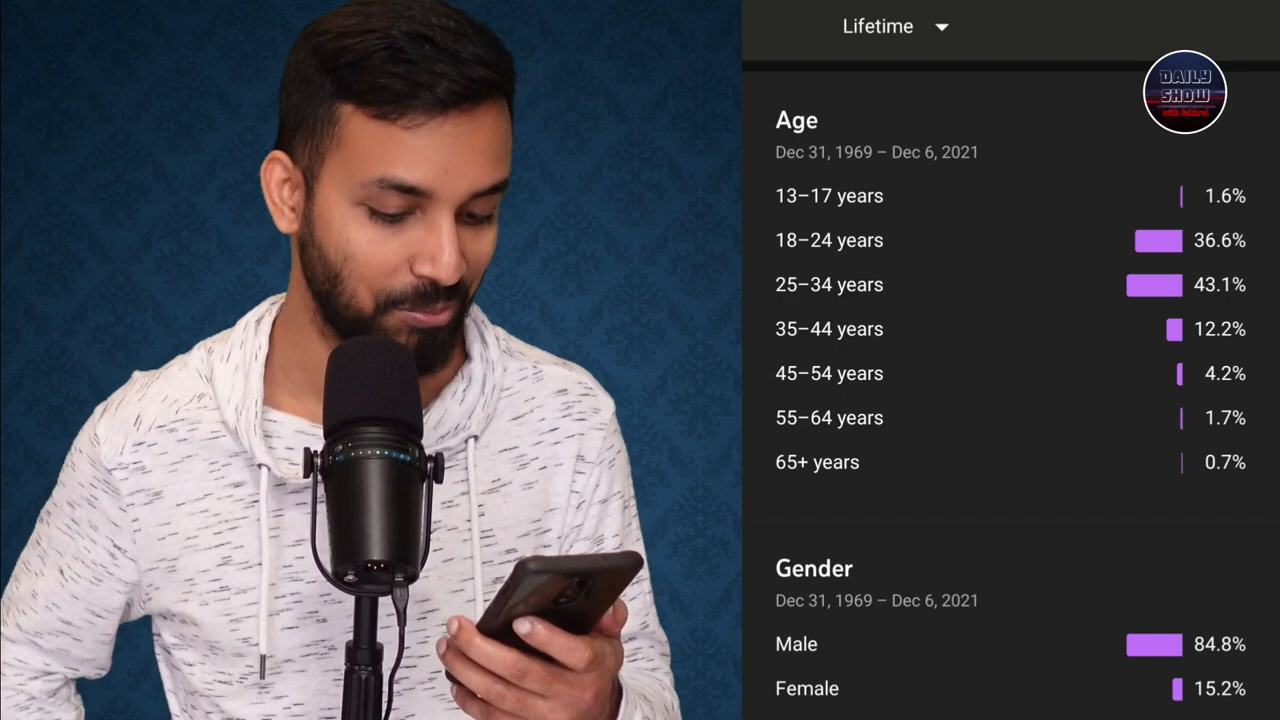 Lifetime
DAILY
SHOW
Age
Dec 31, 1969 – Dec 6, 2021
13–17 years 1.6%
18–24 years 36.6%
25–34 years 43.1%
35–44 years 12.2%
45–54 years 4.2%
55–64 years 1.7%
65+ years 0.7%
Gender
Dec 31, 1969 – Dec 6, 2021
Male 84.8%
Female 15.2%